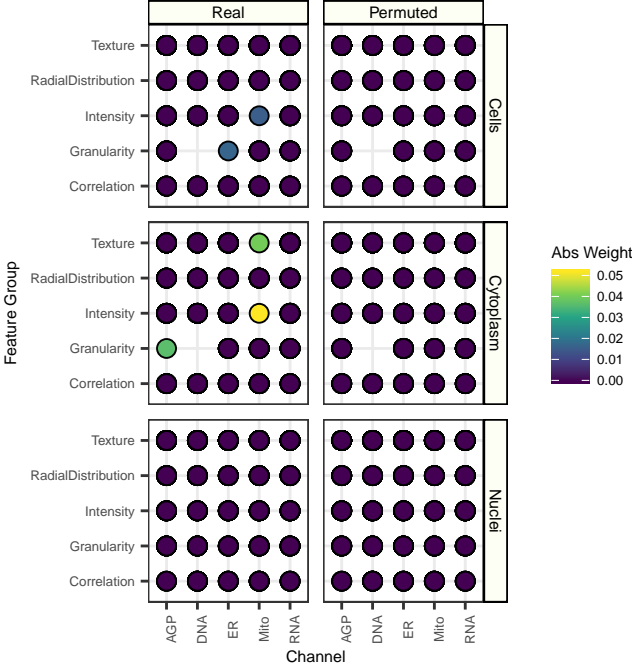 Real Permuted
Texture
RadialDistribution
Intensity
Granularity
Correlation
Cells
Texture
RadialDistribution
Intensity
Granularity
Correlation
Cytoplasm
Texture
RadialDistribution
Intensity
Granularity
Correlation
Nuclei
Feature Group
AGP DNA ER Mito RNA AGP DNA ER Mito RNA
Channel
Abs Weight
0.05
0.04
0.03
0.02
0.01
0.00